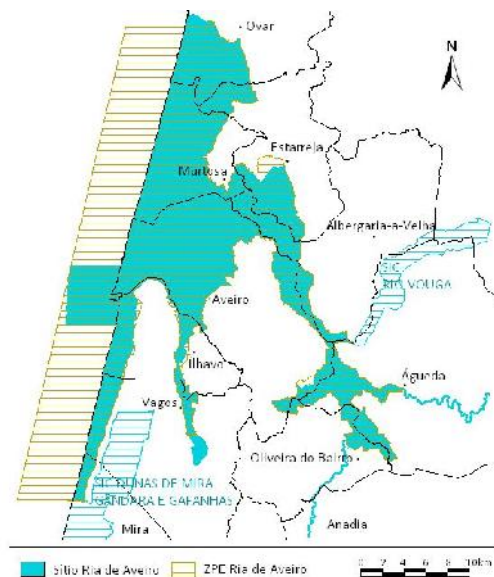 Ovar
N
Estarreja
Murtosa
Albergaria-a-Velha
SIC
RIO VOUGA
Aveiro
Ílhavo
Águeda
Vagos
Oliveira do Bairro
SIC DUNAS DE MIRA
GÂNDARA E GAFANHAS
Mira
Anadia
Sítio Ria de Aveiro
ZPE Ria de Aveiro
0 2 4 6 8 10km